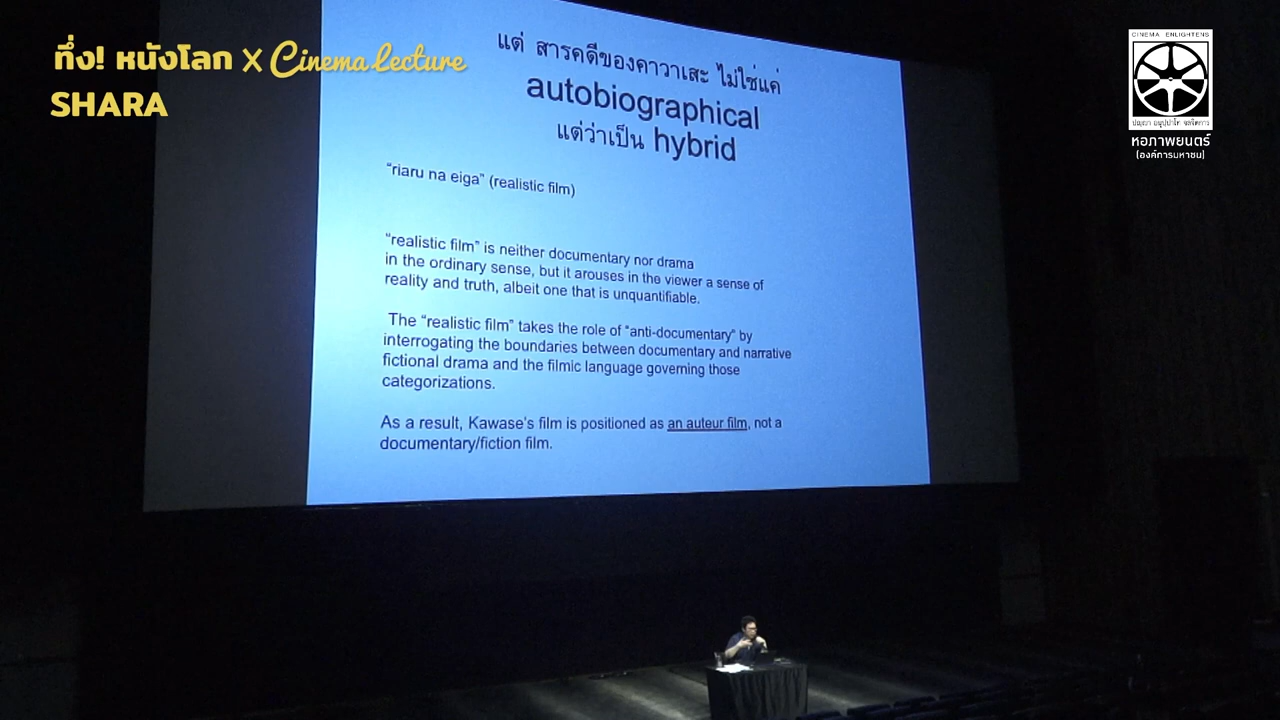 ทึ่ง! หนังโลก X Cinema Lecture
SHARA
CINEMA ENLIGHTENS
หอภาพยนตร์
(องค์การมหาชน)
แต่ สารคดีของคาวาเสะ ไม่ใช่แค่
autobiographical
แต่ว่าเป็น hybrid
“riaru na eiga” (realistic film)
“realistic film” is neither documentary nor drama
in the ordinary sense, but it arouses in the viewer a sense of
reality and truth, albeit one that is unquantifiable.
The “realistic film” takes the role of “anti-documentary” by
interrogating the boundaries between documentary and narrative
fictional drama and the filmic language governing those
categorizations.
As a result, Kawase’s film is positioned as an auteur film, not a
documentary/fiction film.